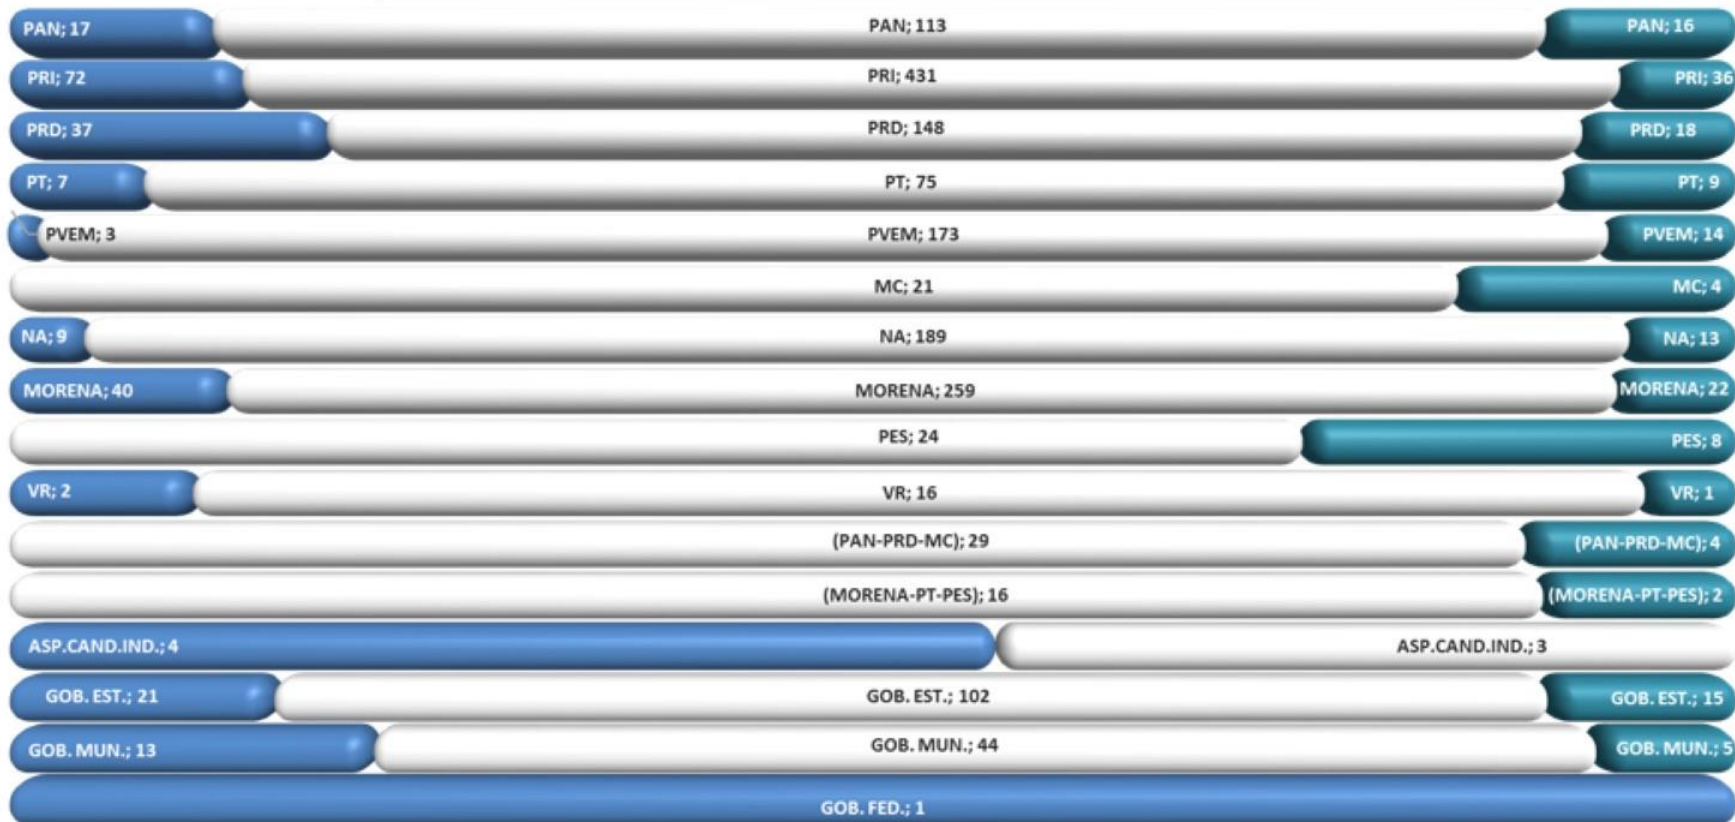 PAN; 17 PAN; 113 PAN; 16
PRI; 72 PRI; 431 PRI; 36
PRD; 37 PRD; 148 PRD; 18
PT; 7 PT; 75 PT; 9
PVEM; 3 PVEM; 173 PVEM; 14
MC; 21 MC; 4
NA; 9 NA; 189 NA; 13
MORENA; 40 MORENA; 259 MORENA; 22
PES; 24 PES; 8
VR; 2 VR; 16 VR; 1
(PAN-PRD-MC); 29 (PAN-PRD-MC); 4
(MORENA-PT-PES); 16 (MORENA-PT-PES); 2
ASP.CAND.IND.; 4 ASP.CAND.IND.; 3
GOB. EST.; 21 GOB. EST.; 102 GOB. EST.; 15
GOB. MUN.; 13 GOB. MUN.; 44 GOB. MUN.; 5
GOB. FED.; 1